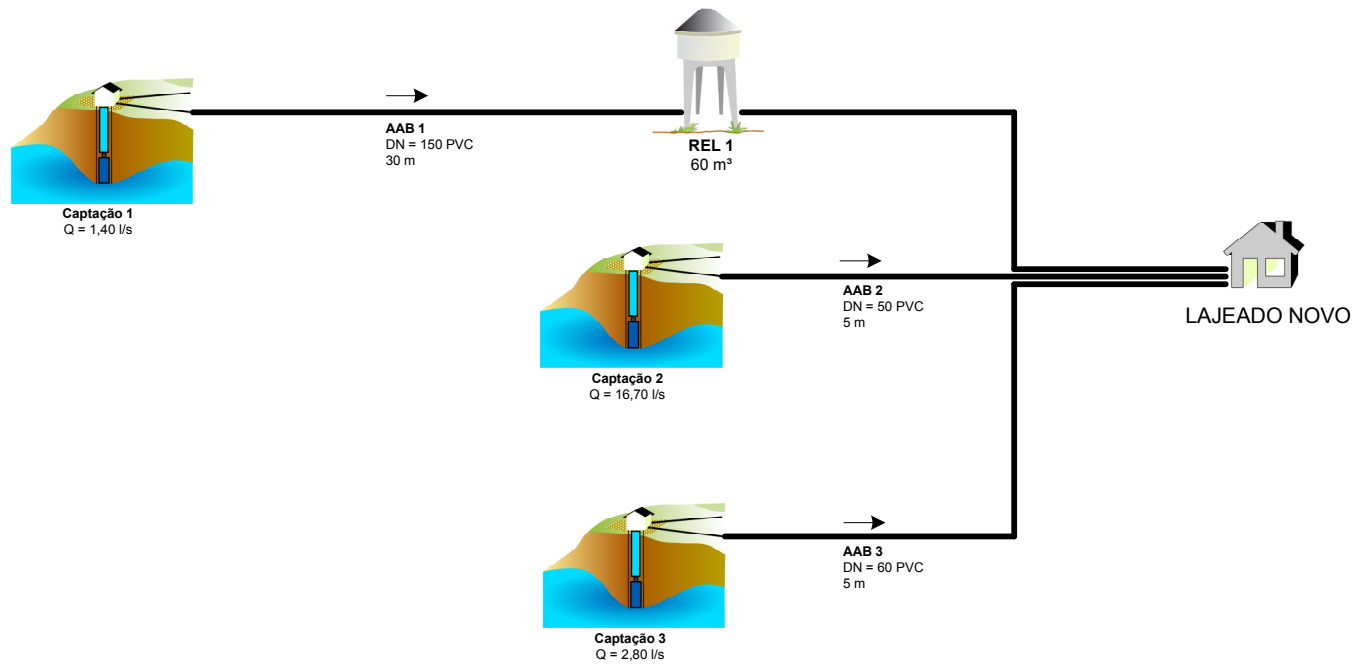 AAB 1
DN = 150 PVC
30 m
REL 1
60 m³
Captação 1
Q = 1,40 l/s
AAB 2
DN = 50 PVC
5 m
LAJEADO NOVO
Captação 2
Q = 16,70 l/s
AAB 3
DN = 60 PVC
5 m
Captação 3
Q = 2,80 l/s